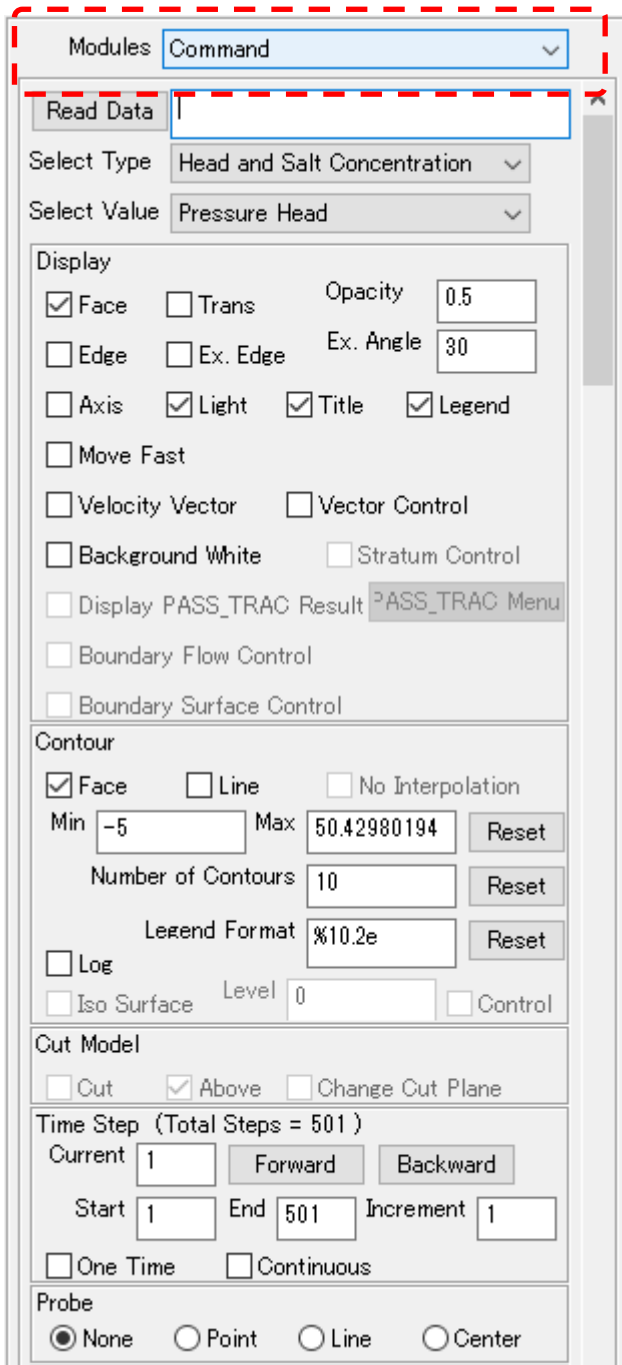 Modules Command
Read Data
Select Type Head and Salt Concentration
Select Value Pressure Head
Display
Face Trans Opacity 0.5
Edge Ex. Edge Ex. Angle 30
Axis Light Title Legend
Move Fast
Velocity Vector Vector Control
Background White Stratum Control
Display PASS_TRAC Result PASS_TRAC Menu
Boundary Flow Control
Boundary Surface Control
Contour
Face Line No Interpolation
Min -5 Max 50.42980194 Reset
Number of Contours 10 Reset
Legend Format %10.2e Reset
Log
Iso Surface Level 0 Control
Cut Model
Cut Above Change Cut Plane
Time Step (Total Steps = 501 )
Current 1 Forward Backward
Start 1 End 501 Increment 1
One Time Continuous
Probe
None Point Line Center